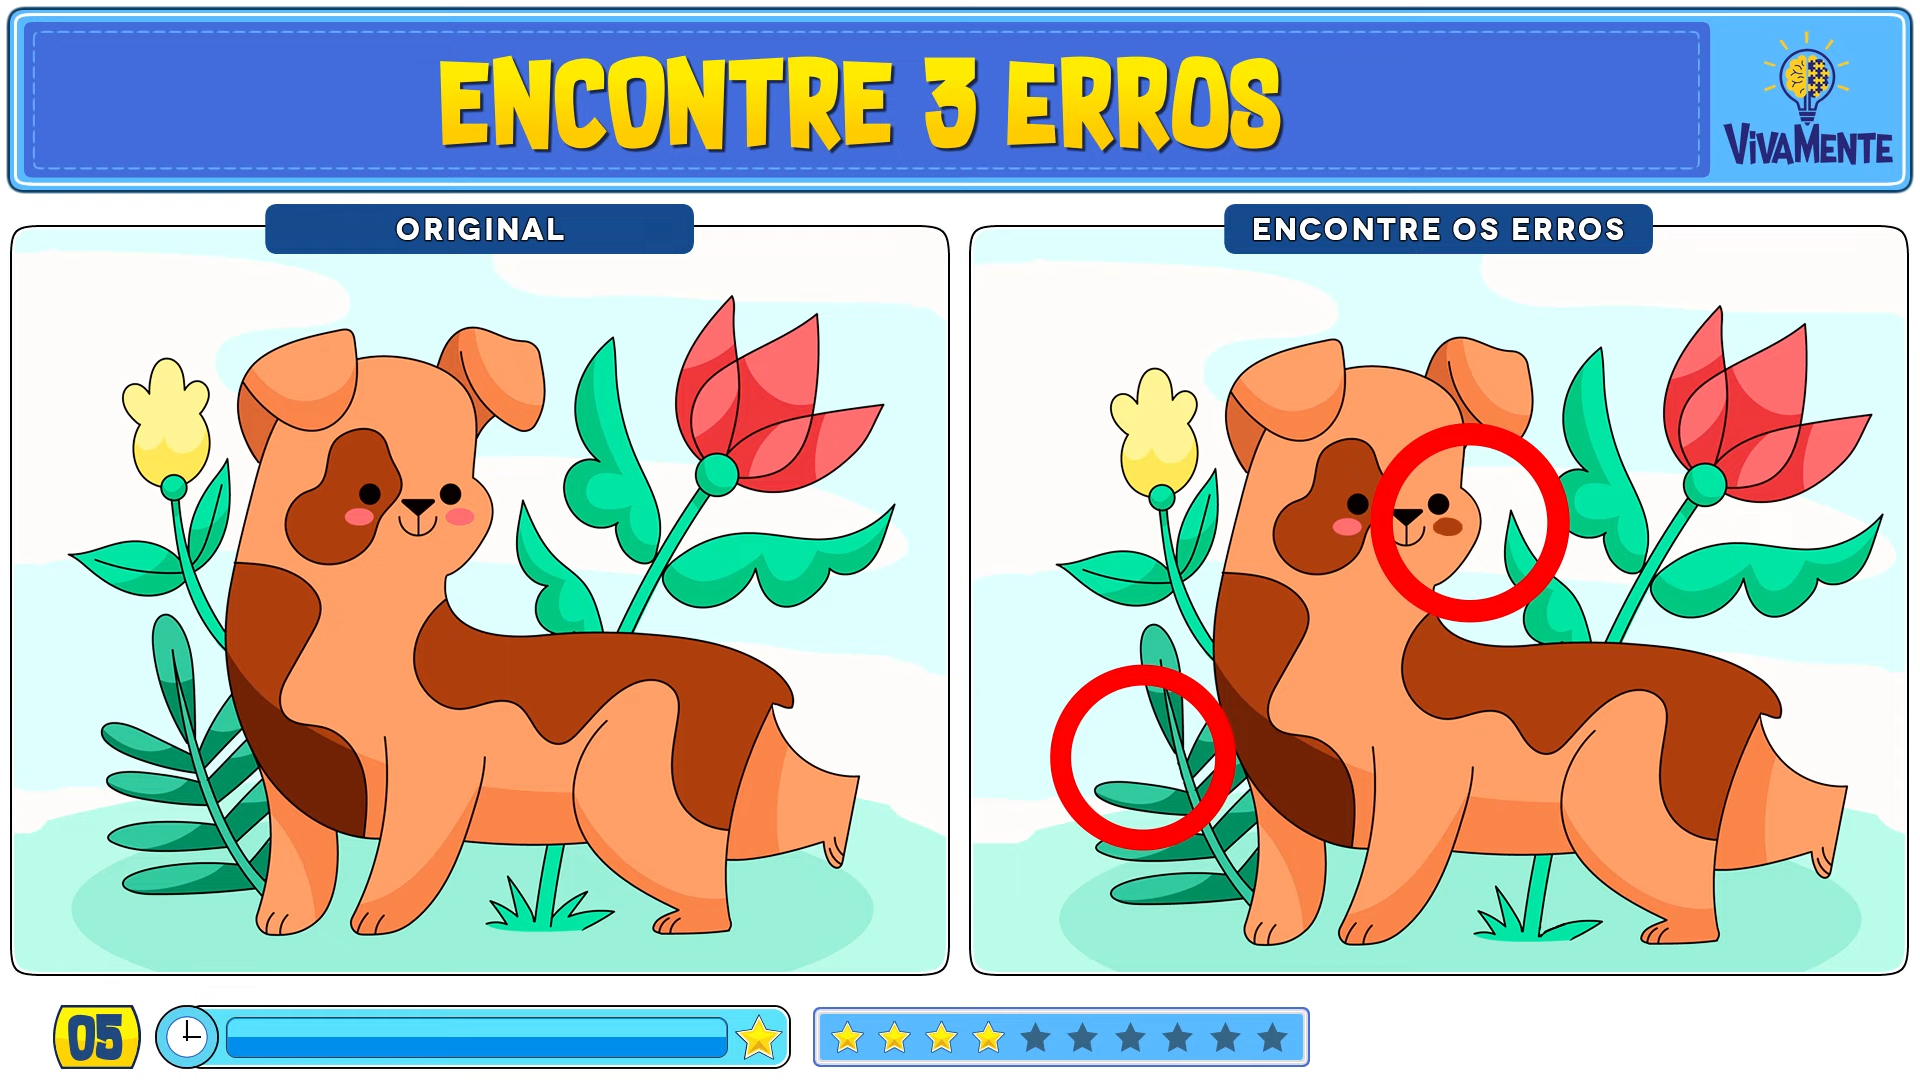 ENCONTRE 3 ERROS
VIVAMENTE
ORIGINAL
ENCONTRE OS ERROS
05